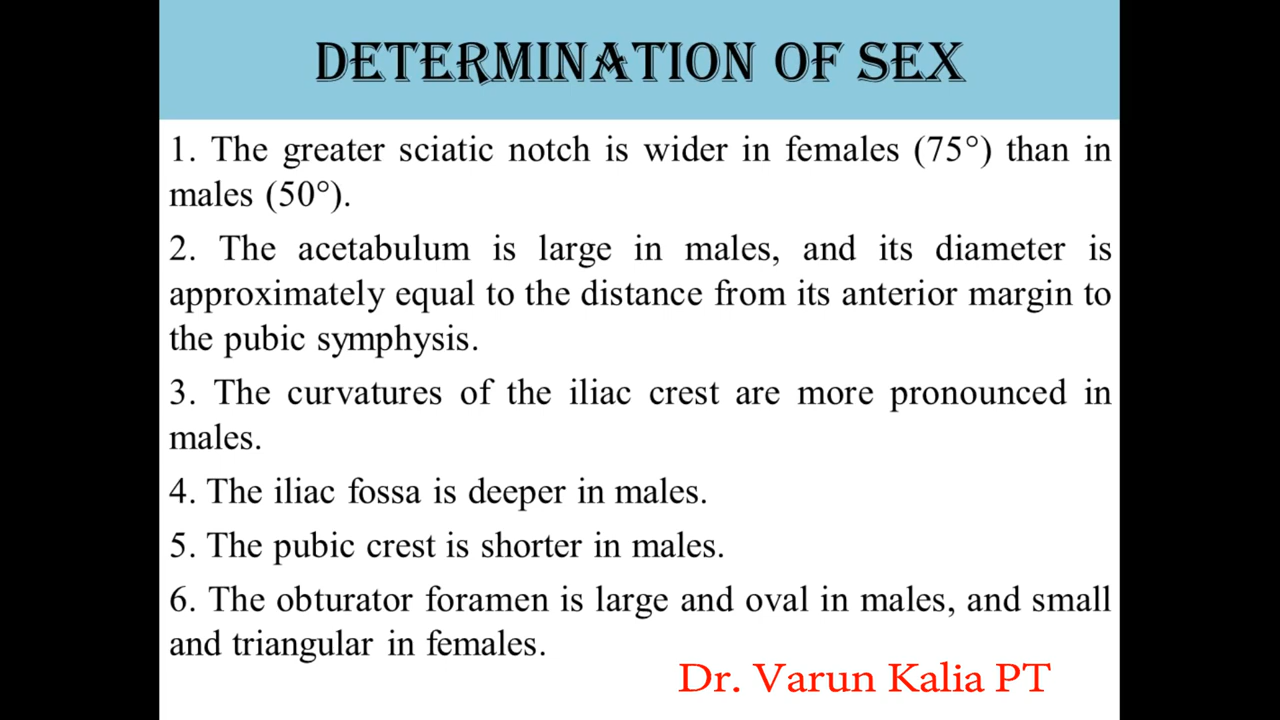 DETERMINATION OF SEX
1. The greater sciatic notch is wider in females (75°) than in
males (50°).
2. The acetabulum is large in males, and its diameter is
approximately equal to the distance from its anterior margin to
the pubic symphysis.
3. The curvatures of the iliac crest are more pronounced in
males.
4. The iliac fossa is deeper in males.
5. The pubic crest is shorter in males.
6. The obturator foramen is large and oval in males, and small
and triangular in females.
Dr. Varun Kalia PT